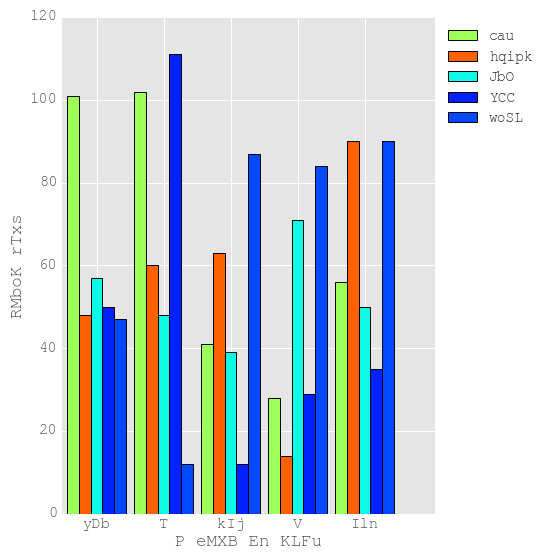 120
100
80
60
40
20
0
RMboK rTxs
yDb T kIj V Iln
P eMXB En KLFu
cau
hqipk
JbO
YCC
woSL